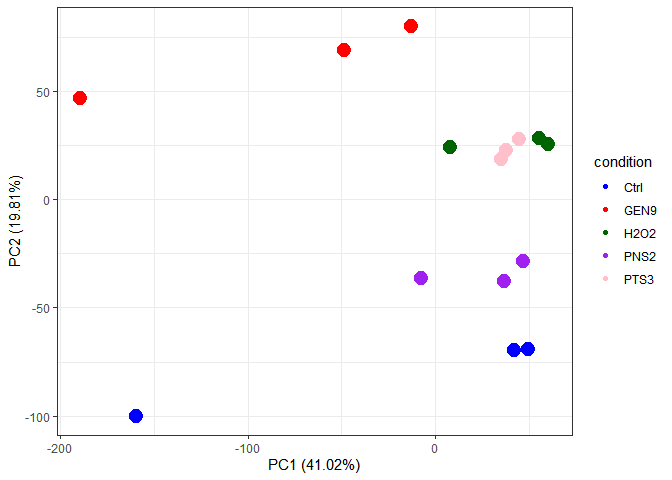 50
0
-50
-100
PC2 (19.81%)
-200
-100
0
PC1 (41.02%)
condition
Ctrl
GEN9
H2O2
PNS2
PTS3